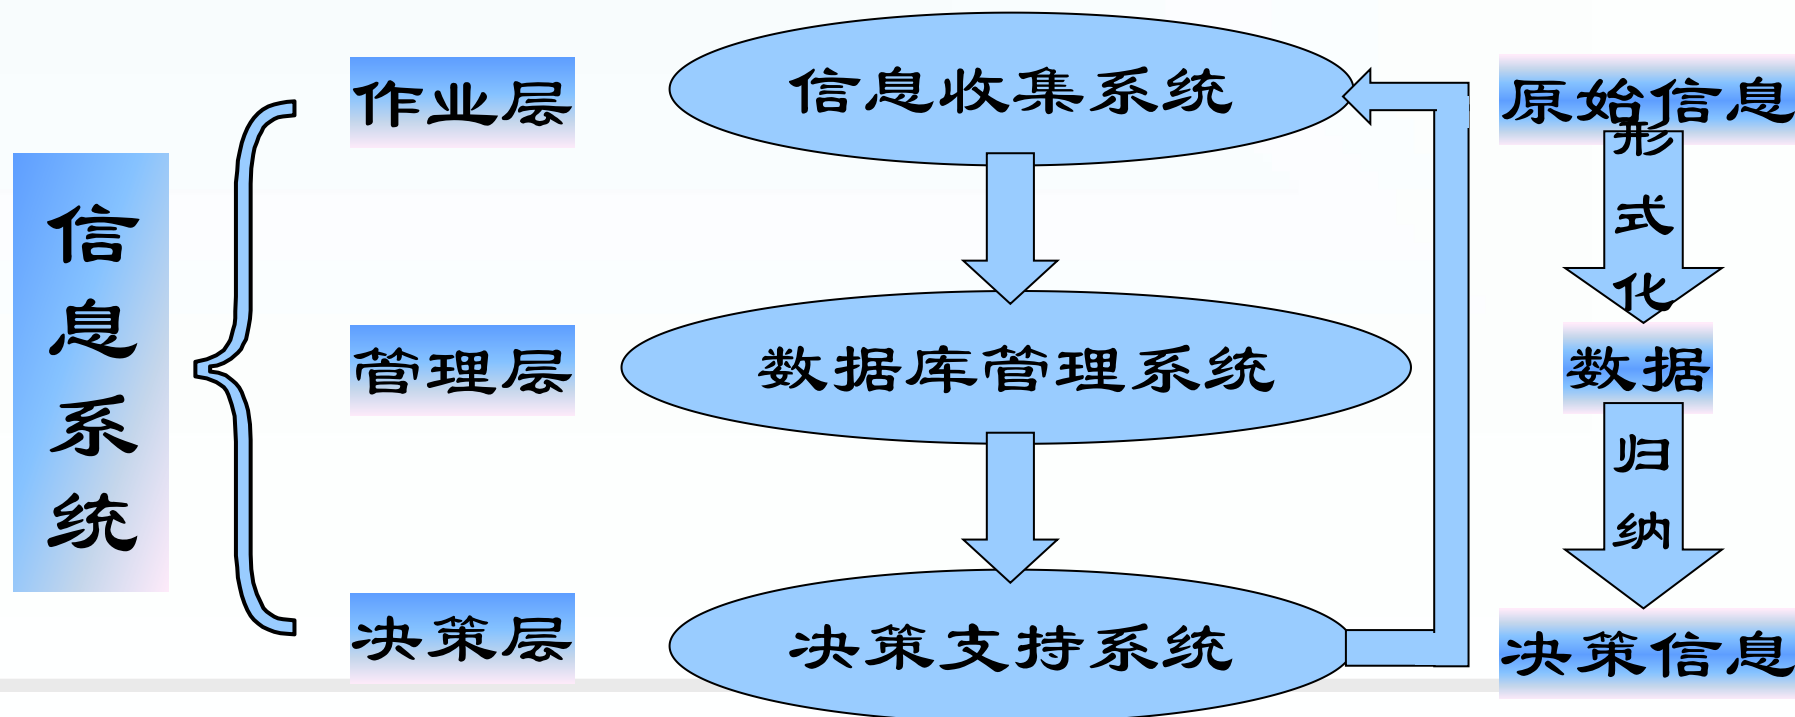 信息系统
作业层
信息收集系统
原始信息
形式化
管理层
数据库管理系统
数据
归纳
决策层
决策支持系统
决策信息